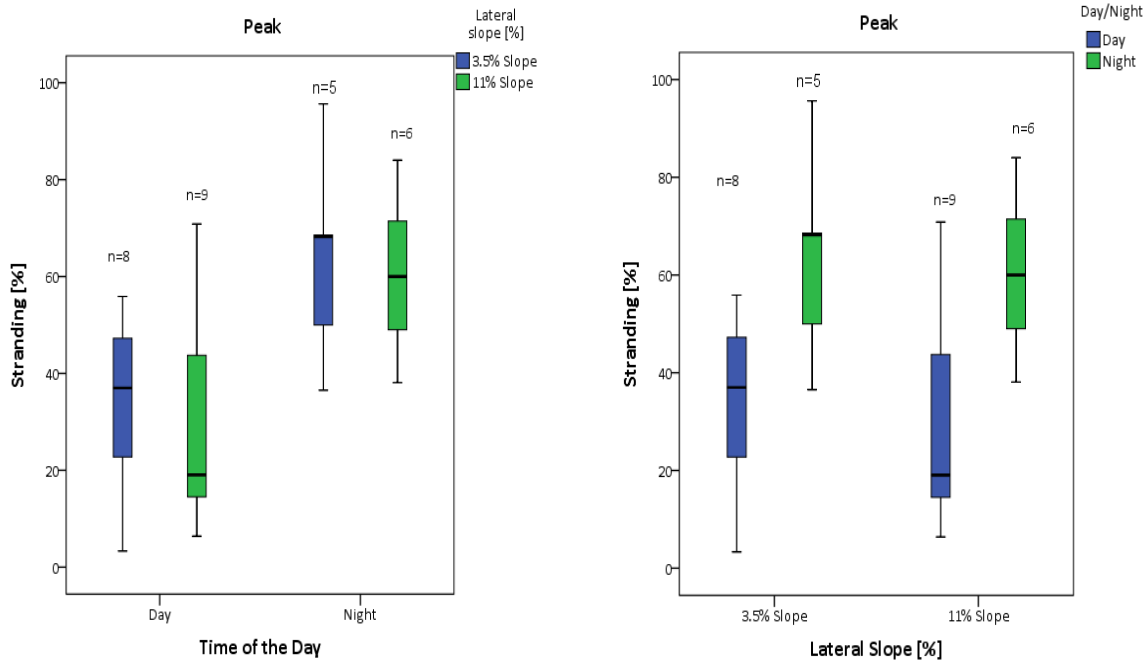 Peak
Lateral
slope [%]
3.5% Slope
11% Slope
Stranding [%]
100
80
60
40
20
0
n=8
n=9
n=5
n=6
Day
Night
Time of the Day
Peak
Day/Night
Day
Night
Stranding [%]
100
80
60
40
20
0
n=8
n=5
n=9
n=6
3.5% Slope
11% Slope
Lateral Slope [%]